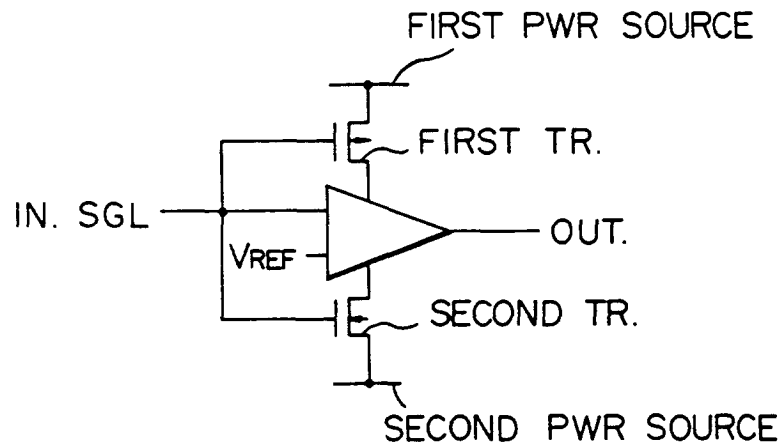 FIRST PWR SOURCE
FIRST TR.
IN. SGL
VREF
OUT.
SECOND TR.
SECOND PWR SOURCE